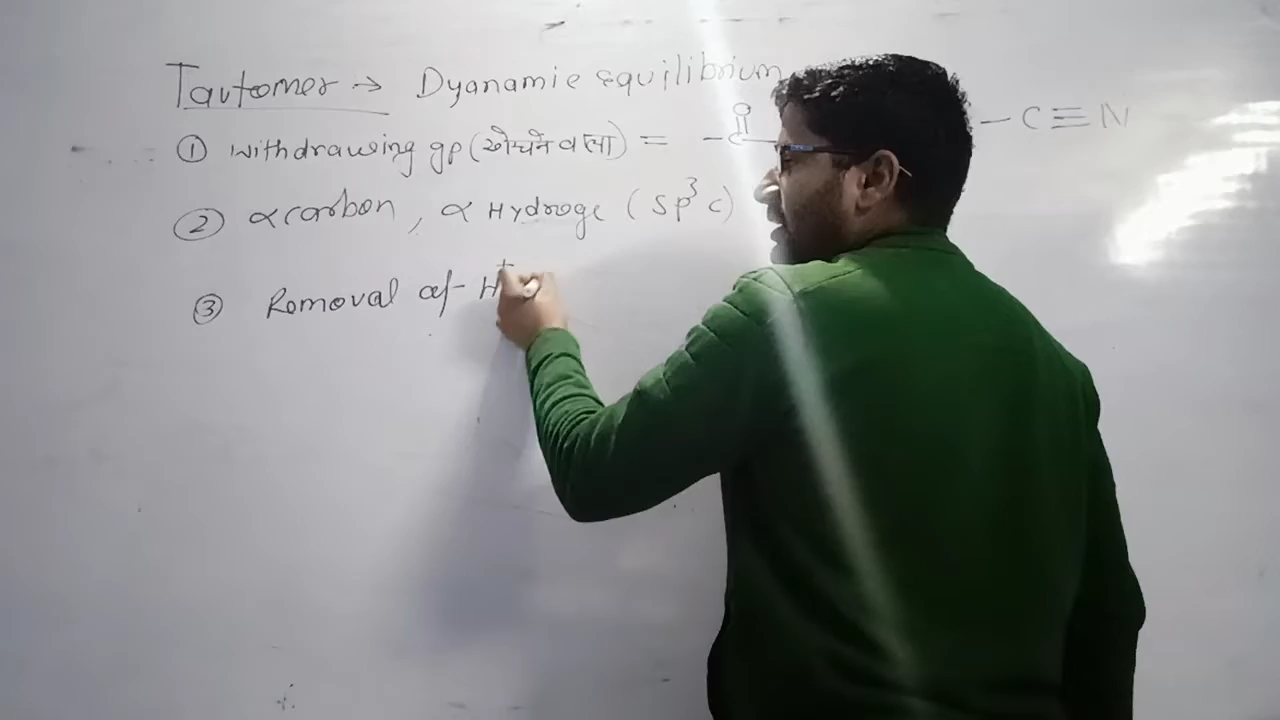 Tautomer → Dyanamic equilibrium
① withdrawing gp (खेचने वाला) = -C=O -C≡N
② α carbon, α Hydroge (sp³ c)
③ Removal of H⁺